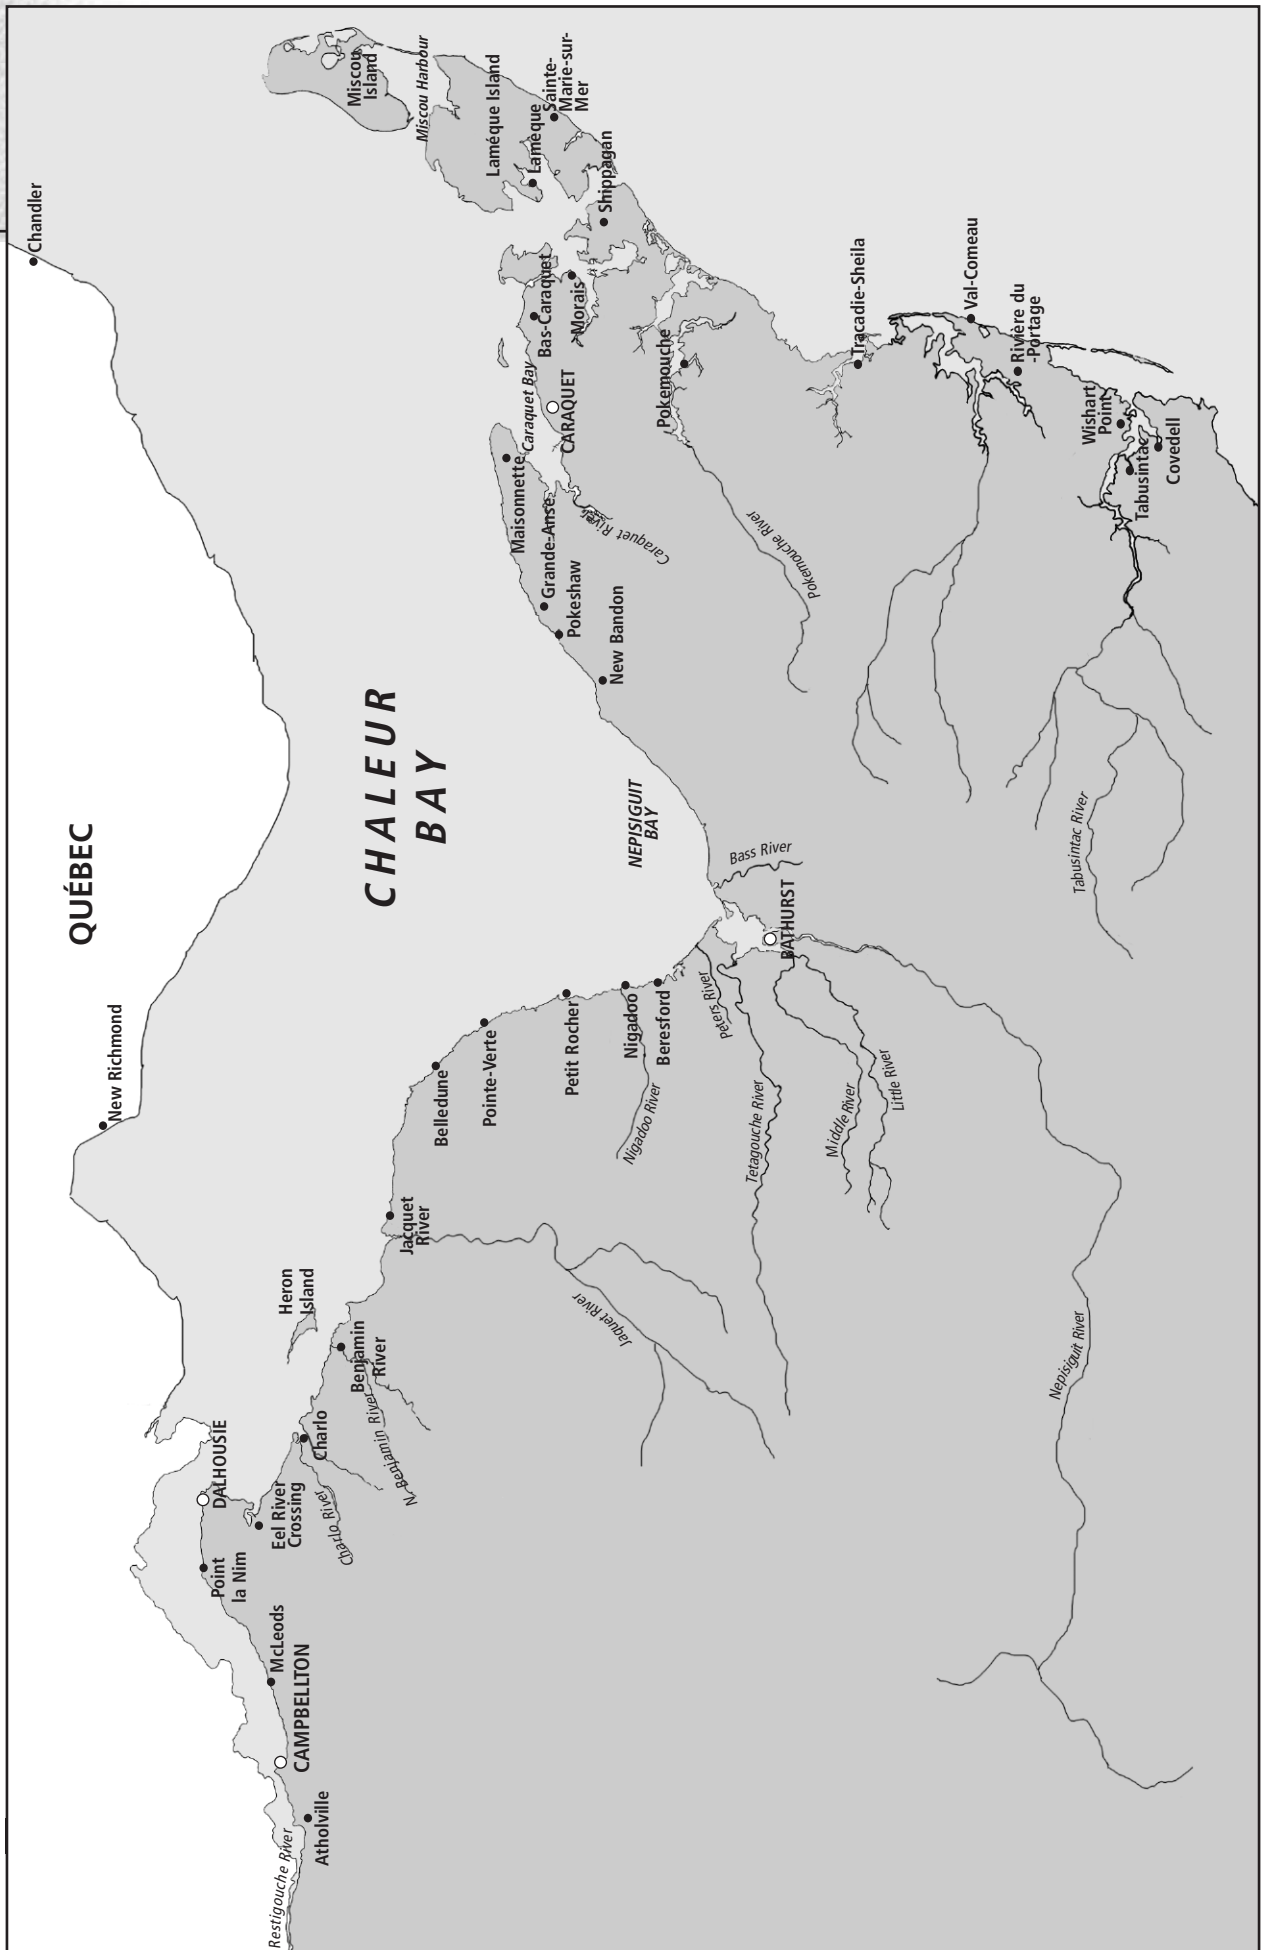 QUÉBEC
Chandler
New Richmond
CHALEUR
BAY
NEPISIGUIT
BAY
Restigouche River
Atholville
CAMPBELLTON
McLeods
Point
la Nim
DALHOUSIE
Eel River
Crossing
Charlo River
Charlo
N. Benjamin River
Benjamin
River
Heron
Island
Jacquet
River
Jaquet River
Belledune
Pointe-Verte
Petit Rocher
Nigadoo
Nigadoo River
Beresford
Peters River
Tetagouche River
Middle River
Little River
Nepisiguit River
BATHURST
Bass River
New Bandon
Pokeshaw
Grande-Anse
Maisonnette
Caraquet Bay
CARAQUET
Caraquet River
Bas-Caraquet
Morais
Shippagan
Lamèque
Laméque Island
Sainte-
Marie-sur-
Mer
Miscou Harbour
Miscou
Island
Pokemouche
Pokemouche River
Tracadie-Sheila
Val-Comeau
Rivière du
-Portage
Wishart
Point
Tabusintac
Covedell
Tabusintac River